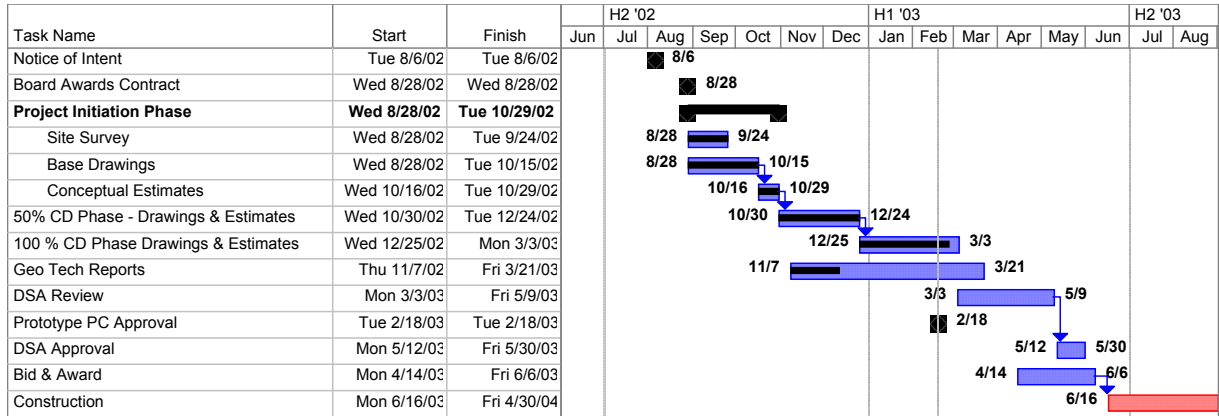 H2 '02 H1 '03 H2 '03
Task Name Start Finish Jun Jul Aug Sep Oct Nov Dec Jan Feb Mar Apr May Jun Jul Aug
Notice of Intent Tue 8/6/02 Tue 8/6/02 8/6
Board Awards Contract Wed 8/28/02 Wed 8/28/02 8/28
Project Initiation Phase Wed 8/28/02 Tue 10/29/02
Site Survey Wed 8/28/02 Tue 9/24/02 8/28 9/24
Base Drawings Wed 8/28/02 Tue 10/15/02 8/28 10/15
Conceptual Estimates Wed 10/16/02 Tue 10/29/02 10/16 10/29
50% CD Phase - Drawings & Estimates Wed 10/30/02 Tue 12/24/02 10/30 12/24
100 % CD Phase Drawings & Estimates Wed 12/25/02 Mon 3/3/03 12/25 3/3
Geo Tech Reports Thu 11/7/02 Fri 3/21/03 11/7 3/21
DSA Review Mon 3/3/03 Fri 5/9/03 3/3 5/9
Prototype PC Approval Tue 2/18/03 Tue 2/18/03 2/18
DSA Approval Mon 5/12/03 Fri 5/30/03 5/12 5/30
Bid & Award Mon 4/14/03 Fri 6/6/03 4/14 6/6
Construction Mon 6/16/03 Fri 4/30/04 6/16